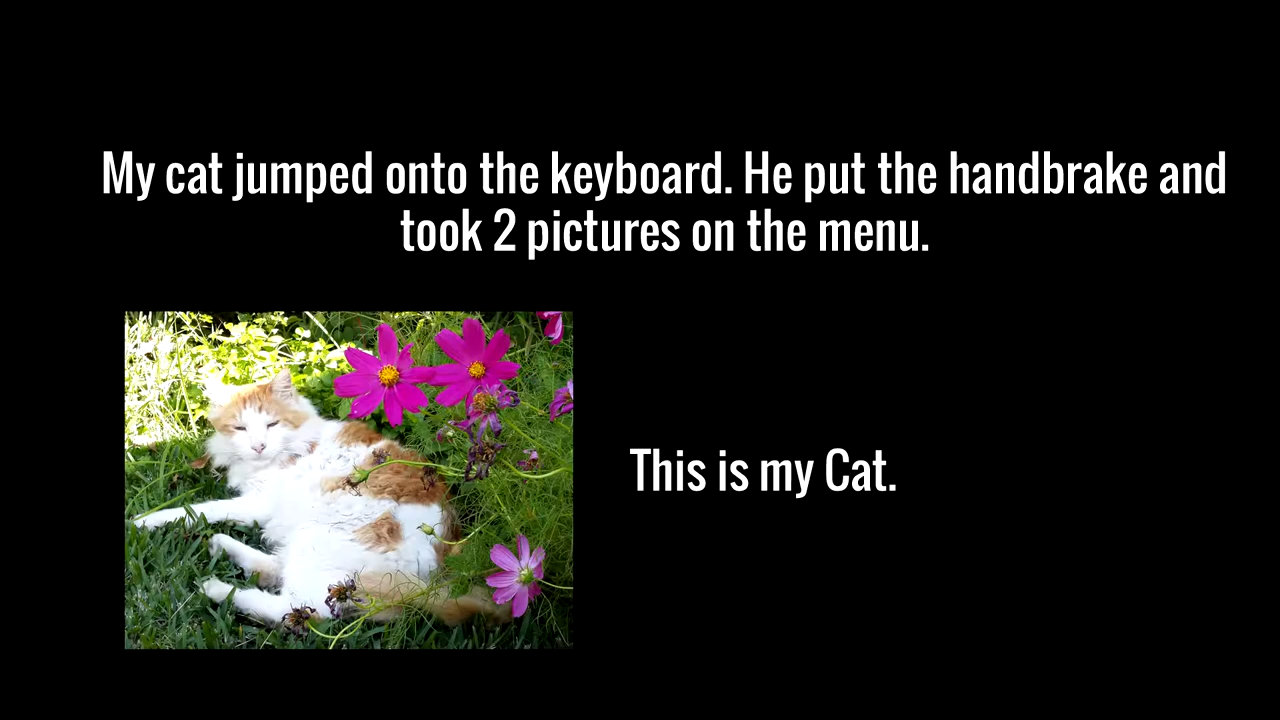 My cat jumped onto the keyboard. He put the handbrake and
took 2 pictures on the menu.
This is my Cat.